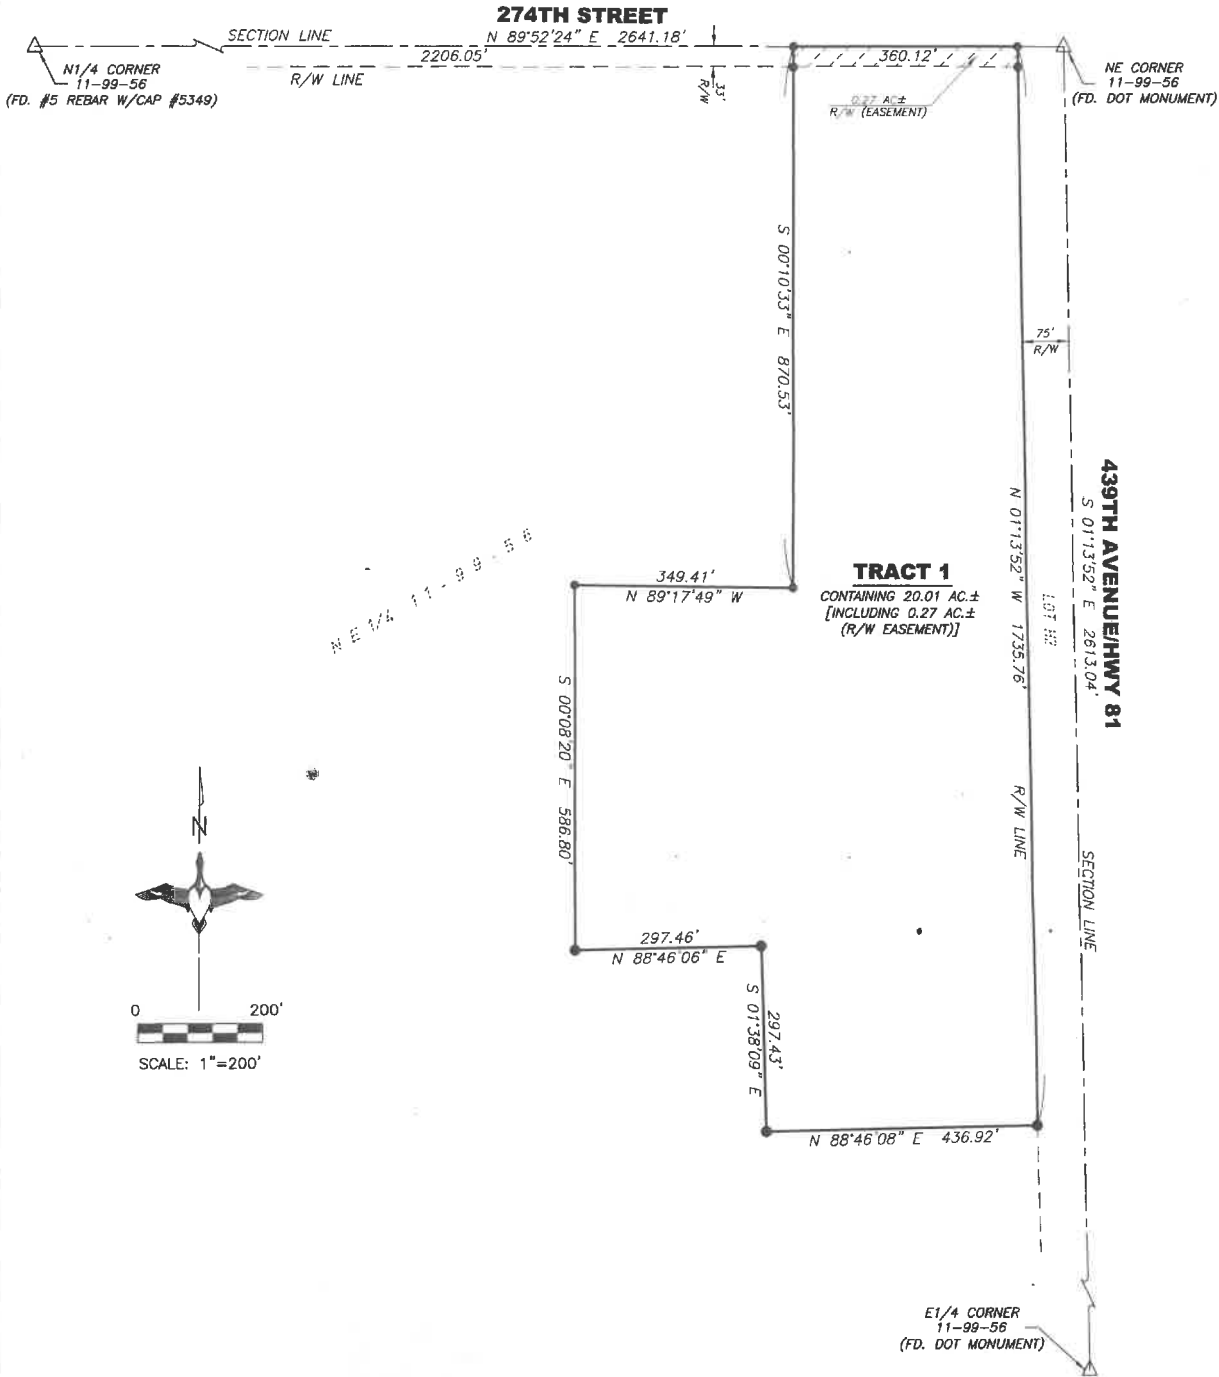 274TH STREET
SECTION LINE
N 89°52'24" E 2641.18'
2206.05'
R/W LINE
33'
R/W
360.12'
0.27 AC±
R/W (EASEMENT)
N1/4 CORNER
11-99-56
(FD. #5 REBAR W/CAP #5349)
NE CORNER
11-99-56
(FD. DOT MONUMENT)
S 00°10'33" E 870.53'
75'
R/W
439TH AVENUE/HWY 81
S 01°13'52" E 2613.04'
N 01°13'52" W 1735.76'
R/W LINE
SECTION LINE
NE1/4 11-99-56
349.41'
N 89°17'49" W
TRACT 1
CONTAINING 20.01 AC.±
[INCLUDING 0.27 AC.±
(R/W EASEMENT)]
S 00°08'20" E 586.80'
N
297.46'
N 88°46'06" E
297.43'
S 01°38'09" E
0 200'
SCALE: 1"=200'
N 88°46'08" E 436.92'
E1/4 CORNER
11-99-56
(FD. DOT MONUMENT)